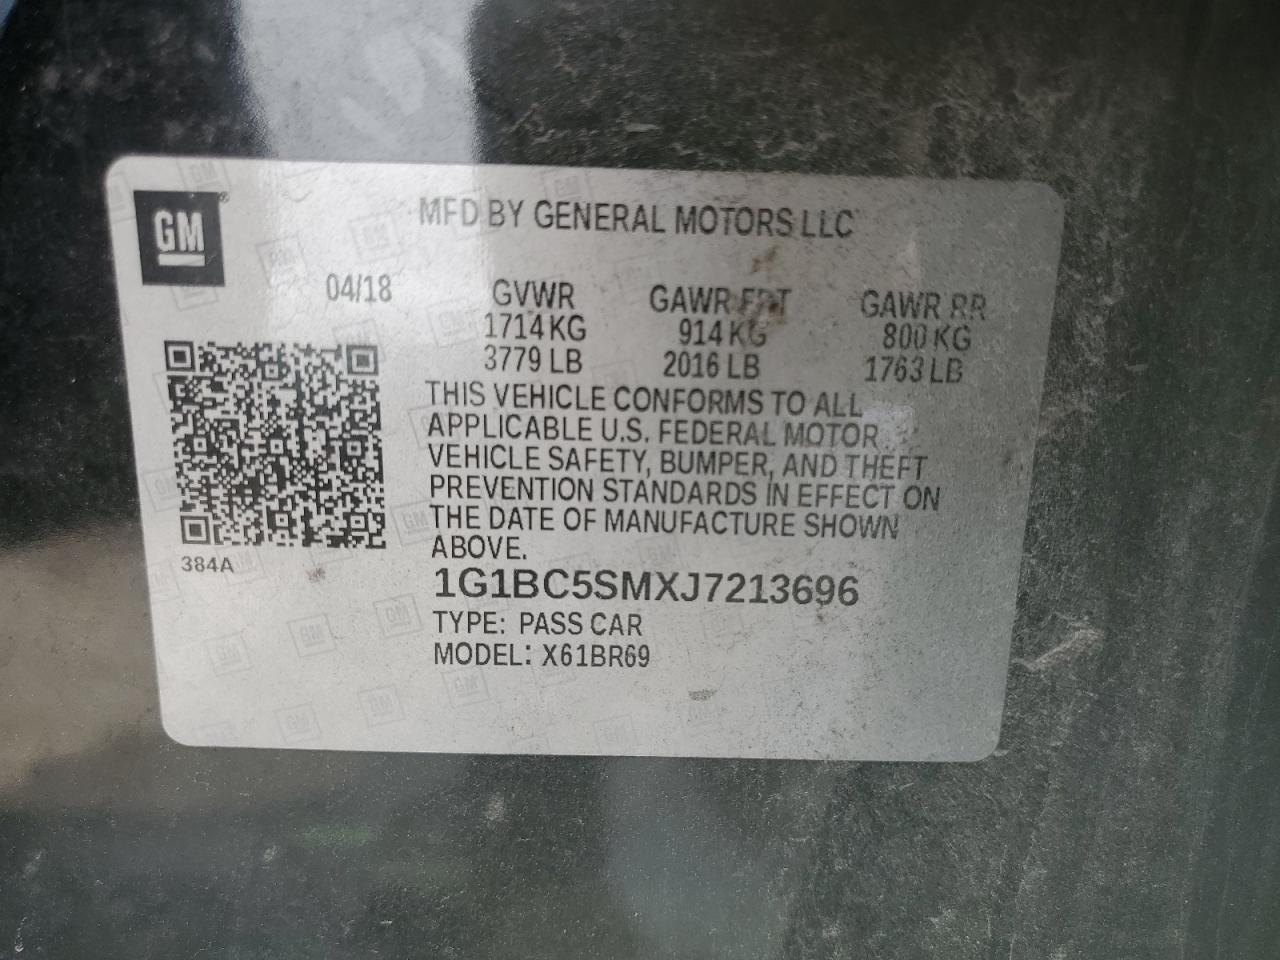 GM
MFD BY GENERAL MOTORS LLC
04/18 GVWR GAWR FRT GAWR RR
1714 KG 914 KG 800 KG
3779 LB 2016 LB 1763 LB
THIS VEHICLE CONFORMS TO ALL
APPLICABLE U.S. FEDERAL MOTOR
VEHICLE SAFETY, BUMPER, AND THEFT
PREVENTION STANDARDS IN EFFECT ON
THE DATE OF MANUFACTURE SHOWN
ABOVE.
384A
1G1BC5SMXJ7213696
TYPE: PASS CAR
MODEL: X61BR69